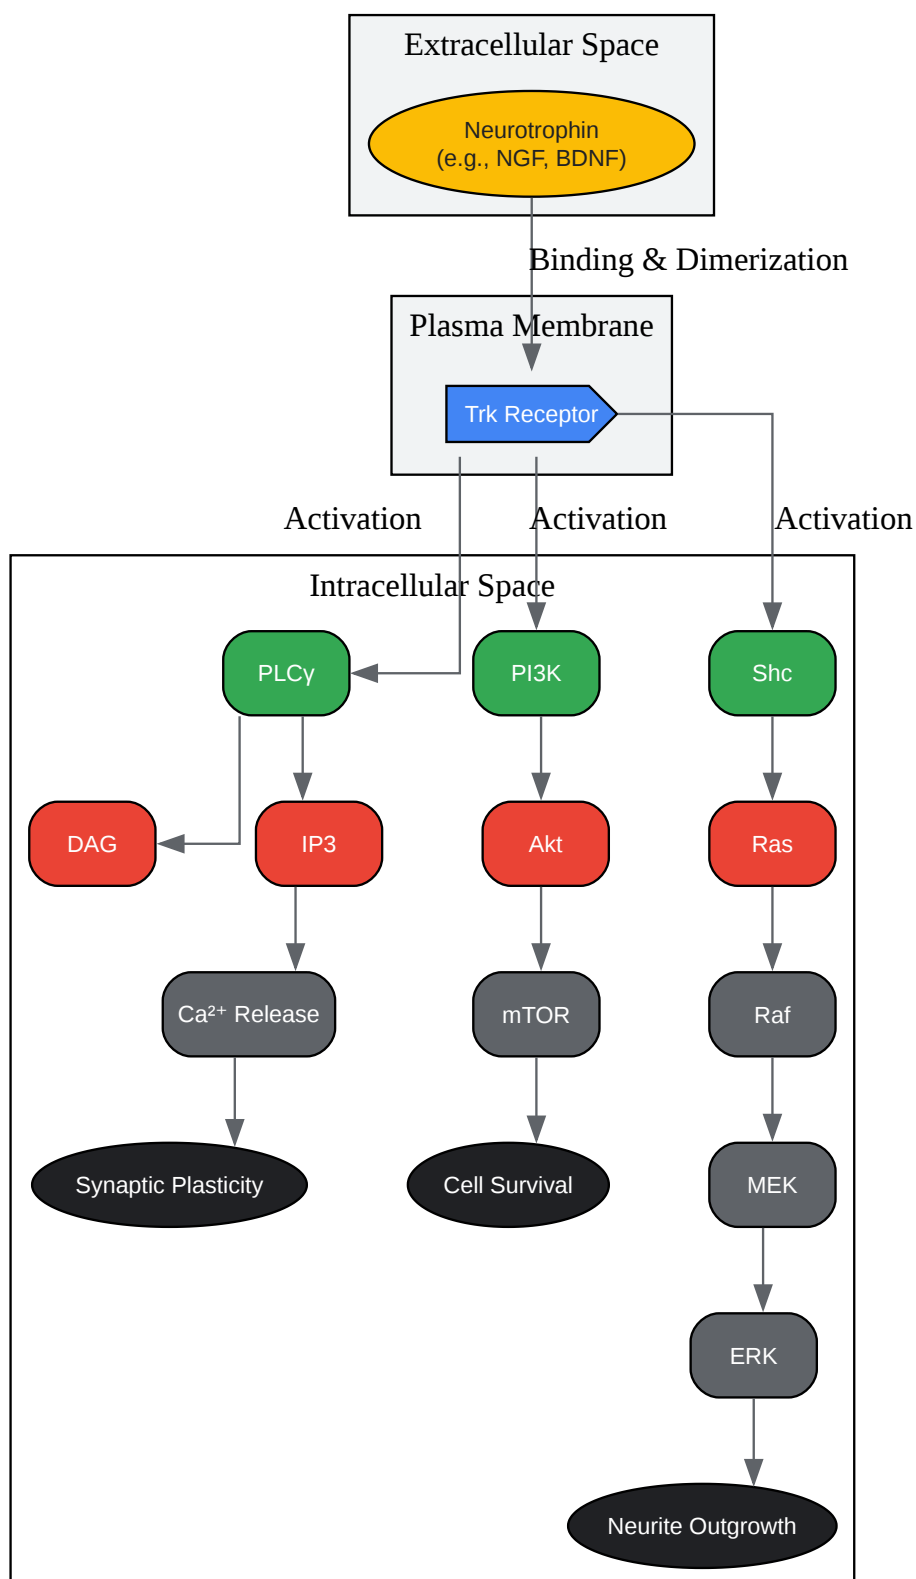 Extracellular Space
Neurotrophin
(e.g., NGF, BDNF)
Binding & Dimerization
Plasma Membrane
Trk Receptor
Activation
Activation
Activation
Intracellular Space
PLCγ
PI3K
Shc
DAG
IP3
Akt
Ras
Ca²⁺ Release
mTOR
Raf
Synaptic Plasticity
Cell Survival
MEK
ERK
Neurite Outgrowth